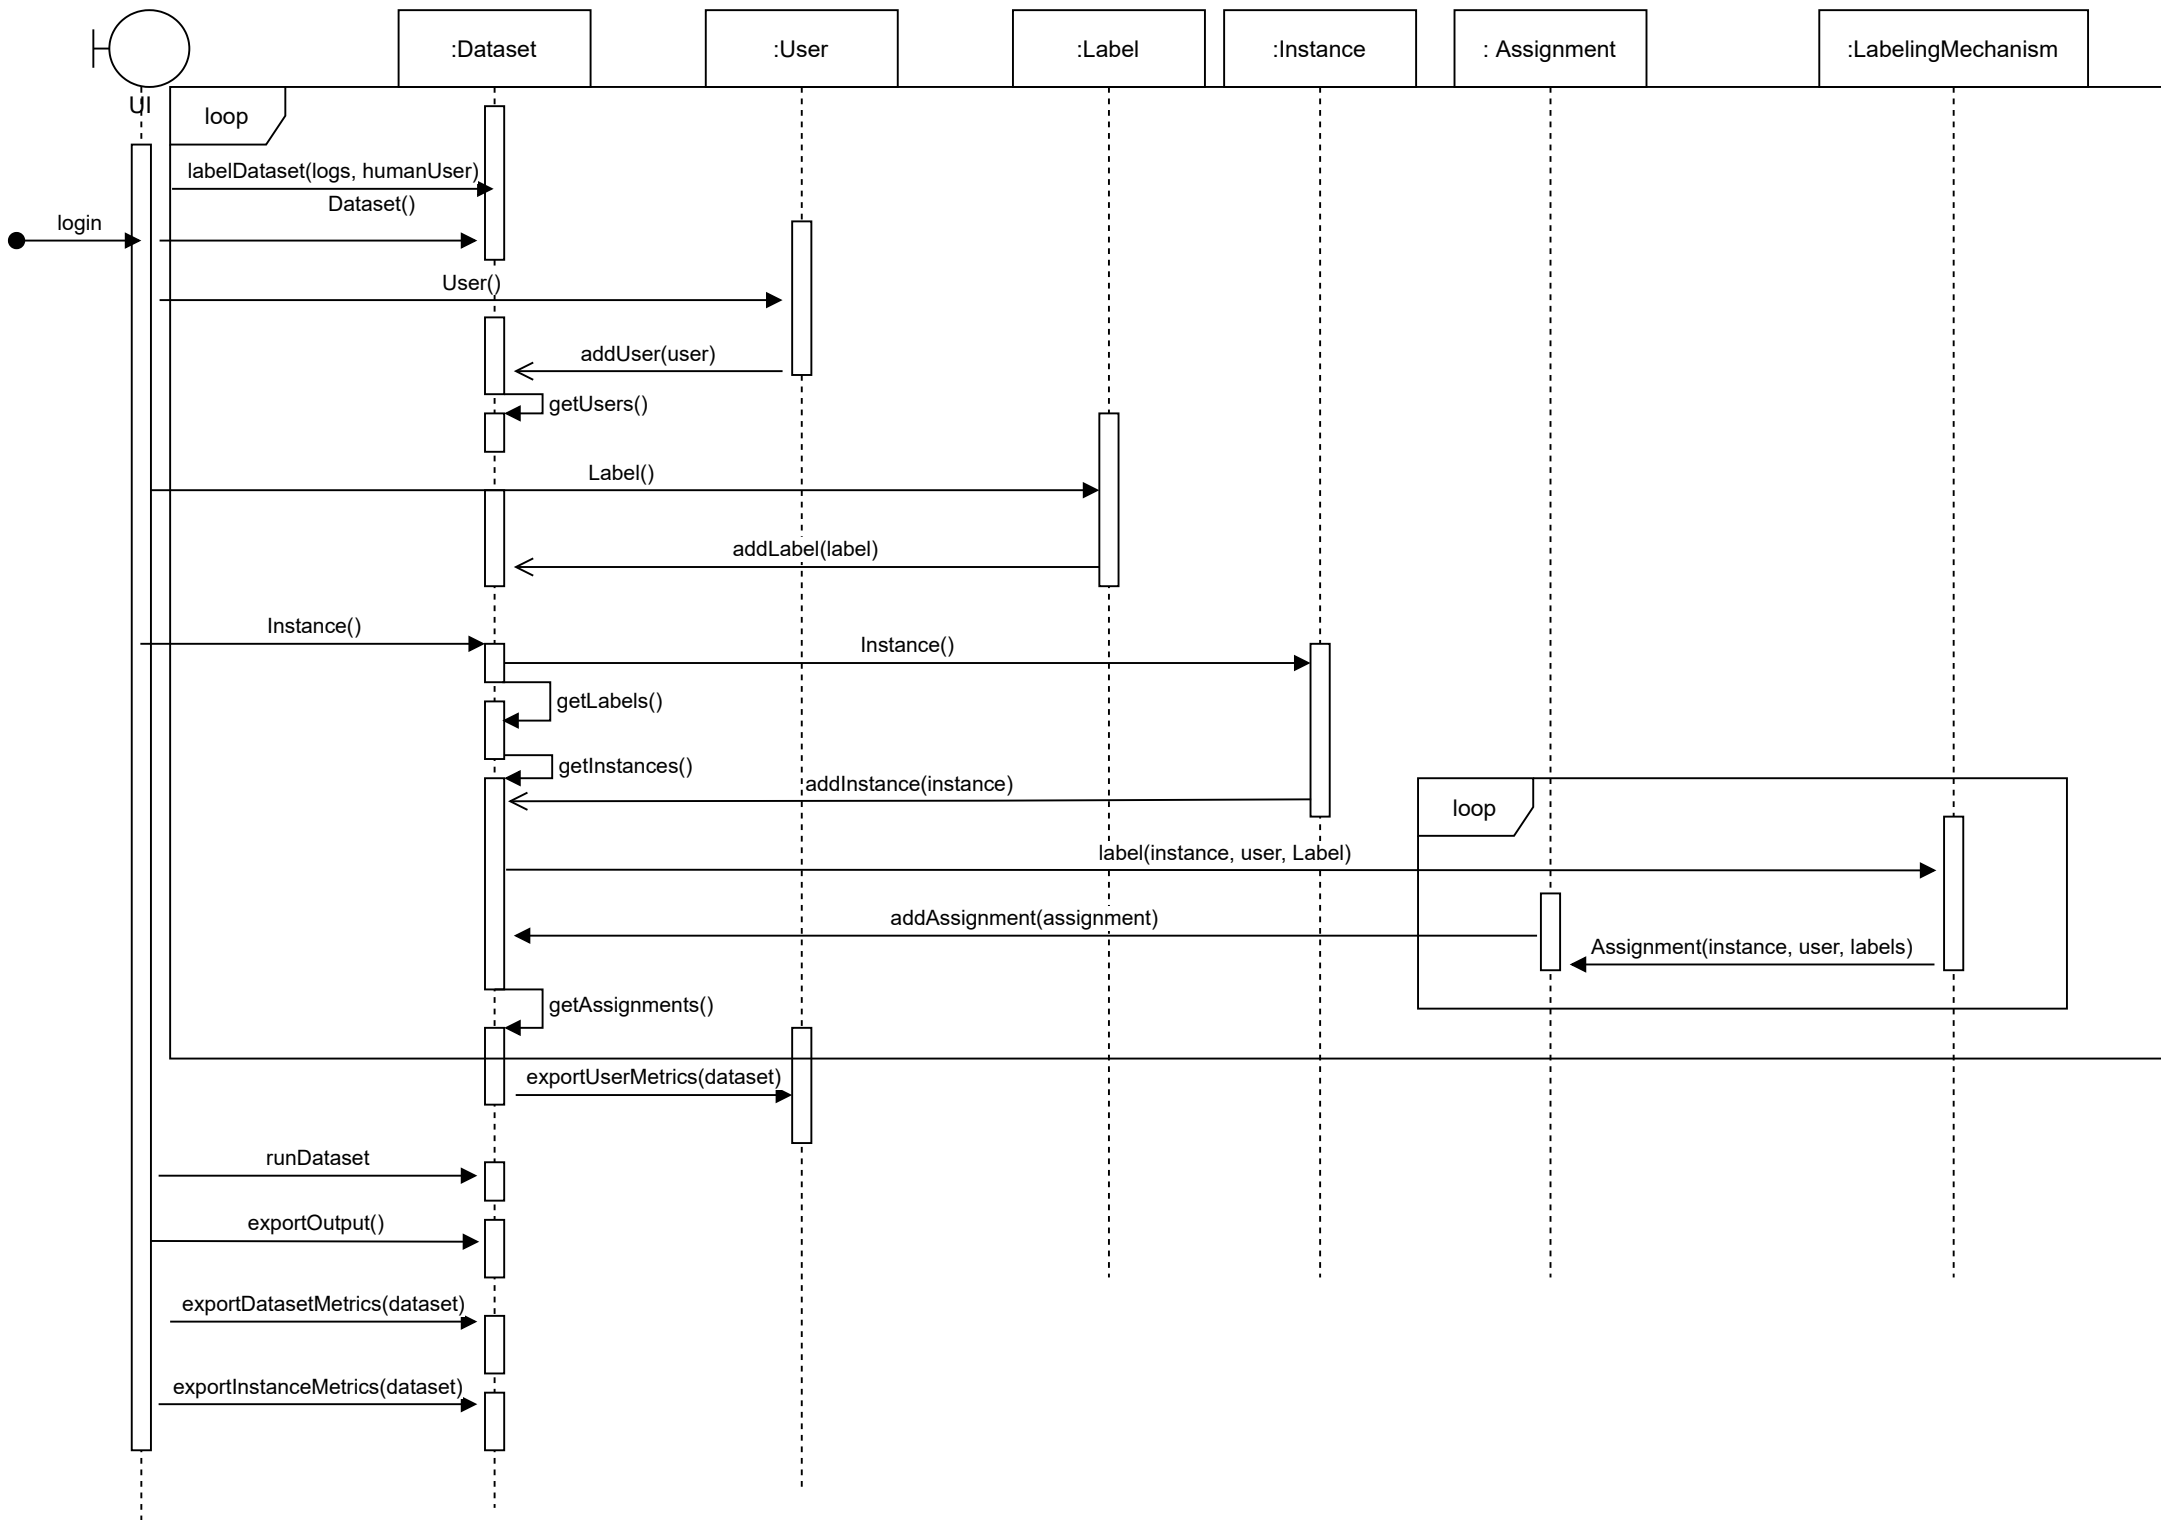 :Dataset
:User
:Label
:Instance
: Assignment
:LabelingMechanism
UI
loop
labelDataset(logs, humanUser)
Dataset()
login
User()
addUser(user)
getUsers()
Label()
addLabel(label)
Instance()
Instance()
getLabels()
getInstances()
addInstance(instance)
loop
label(instance, user, Label)
addAssignment(assignment)
Assignment(instance, user, labels)
getAssignments()
exportUserMetrics(dataset)
runDataset
exportOutput()
exportDatasetMetrics(dataset)
exportInstanceMetrics(dataset)